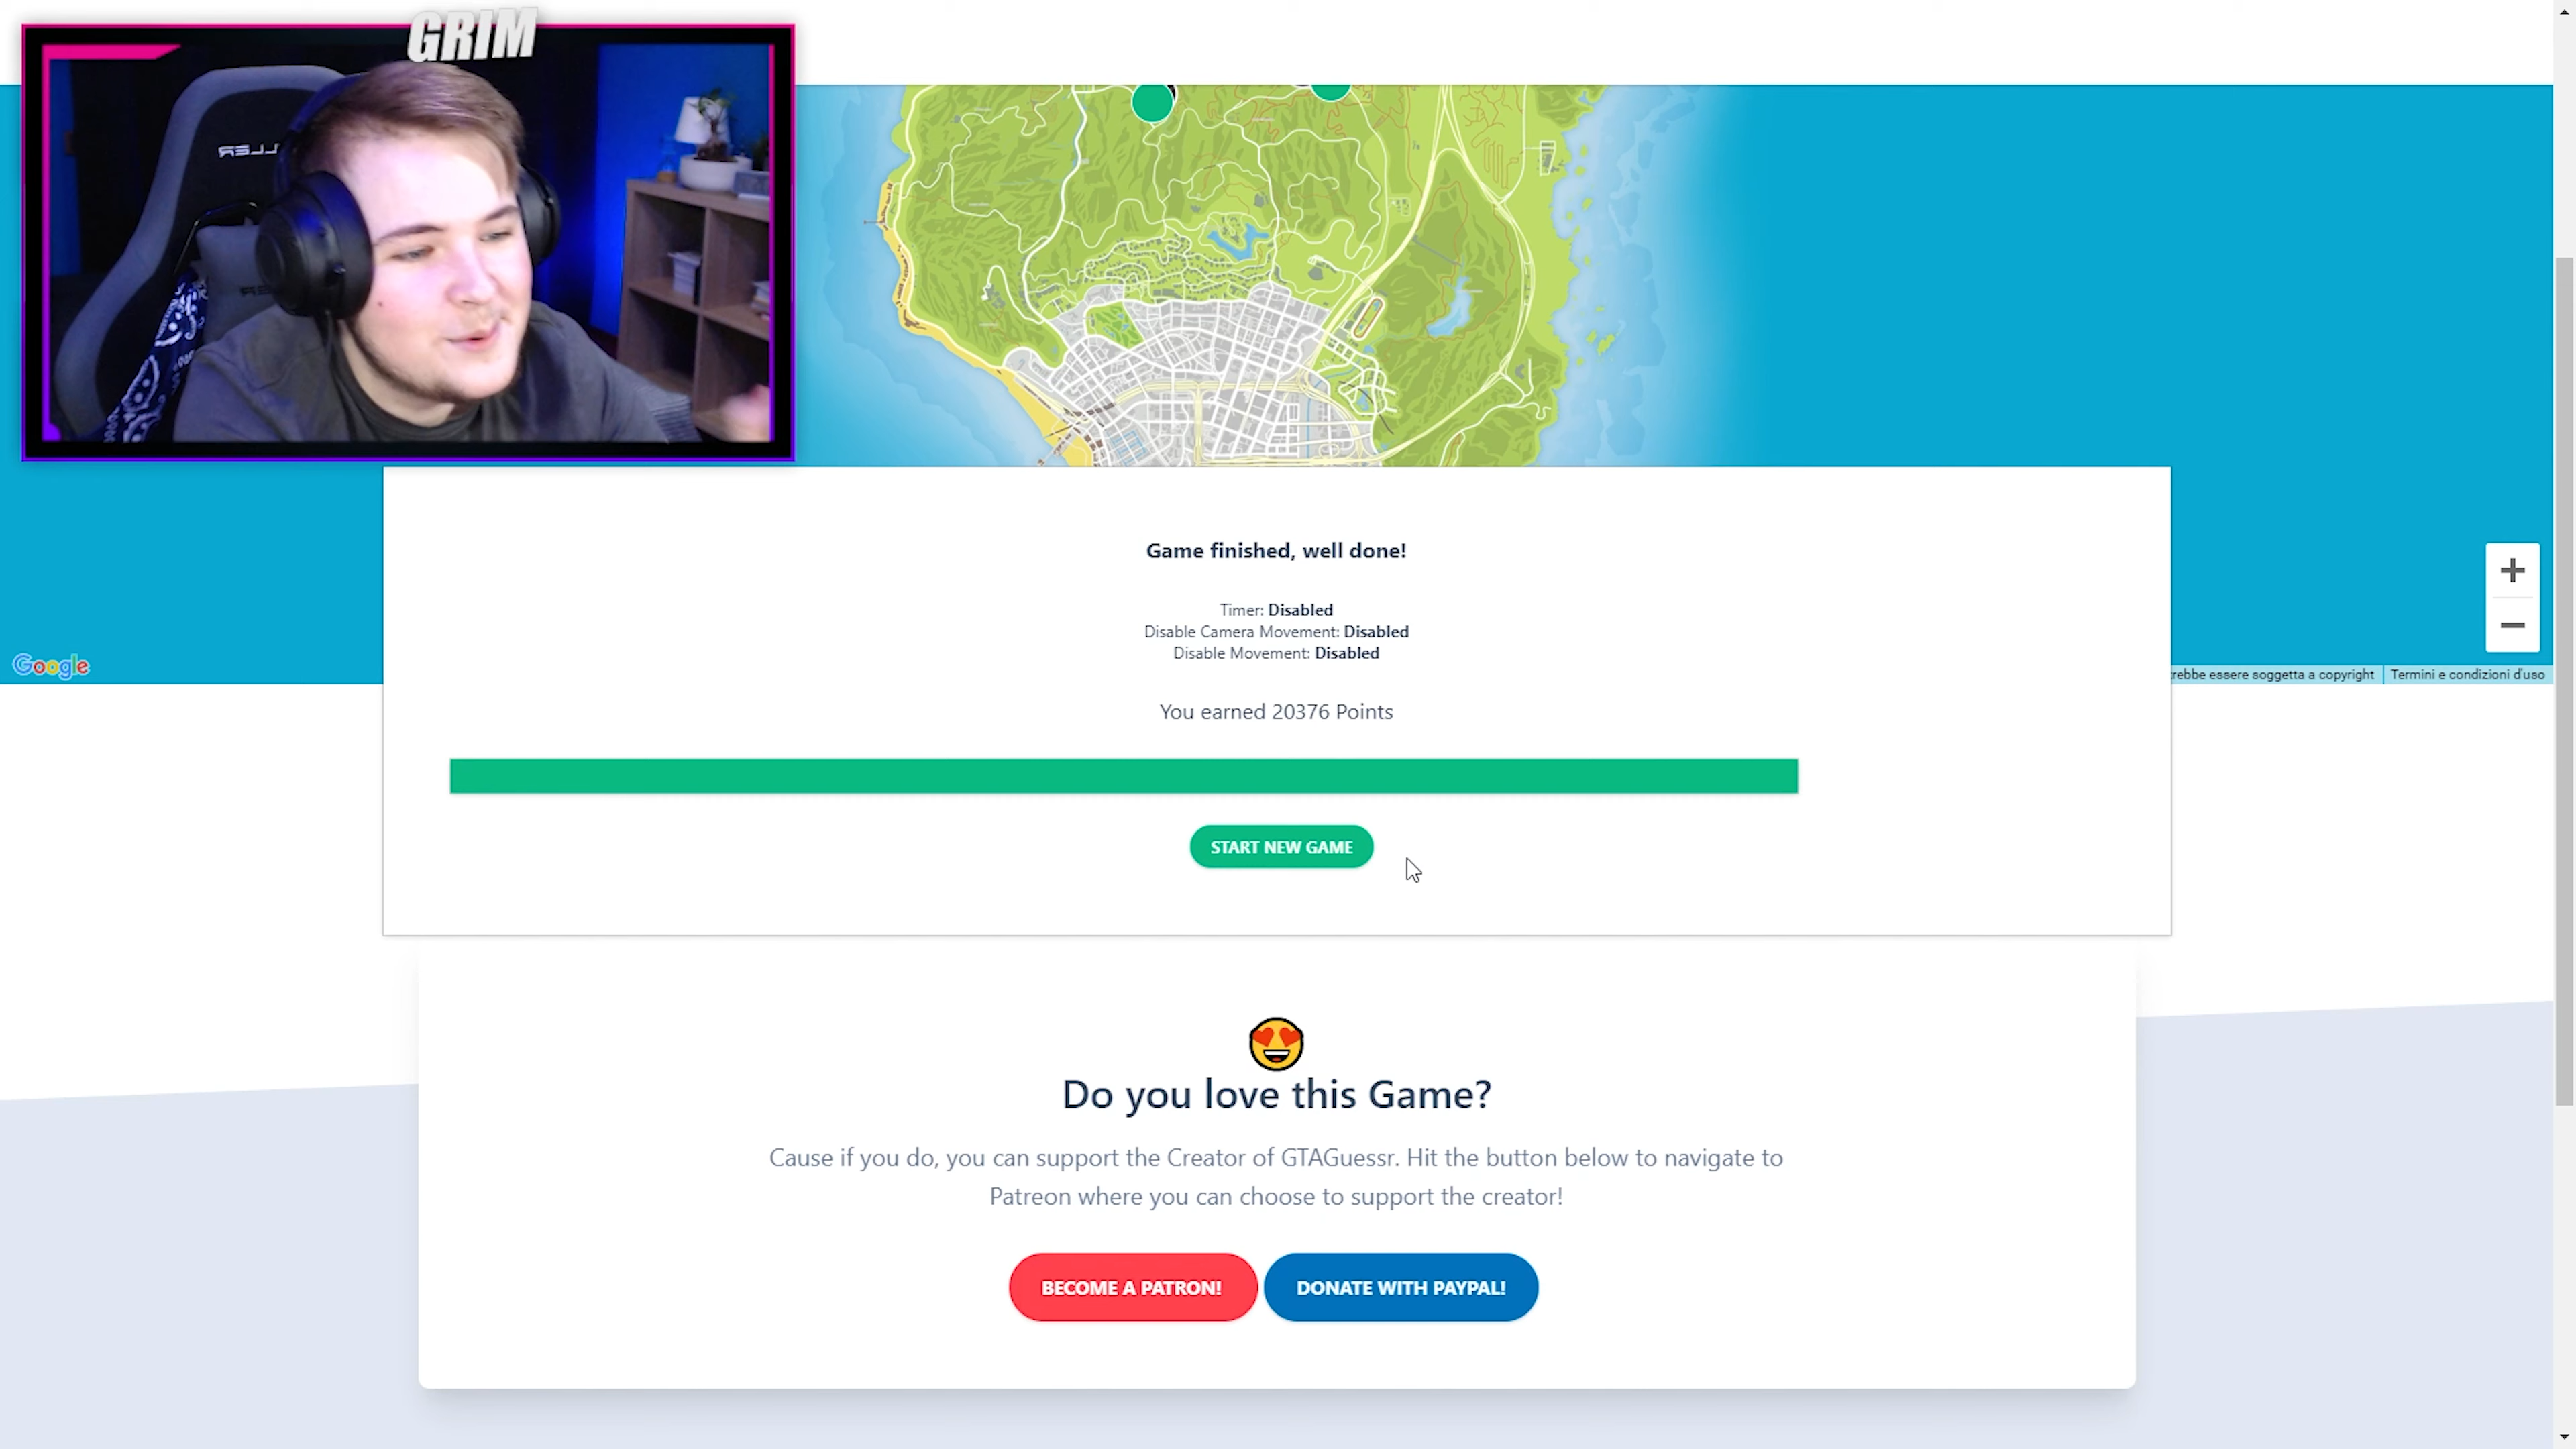 GRIM
Game finished, well done!
Timer: Disabled
Disable Camera Movement: Disabled
Disable Movement: Disabled
Google
soggetta a copyright
essere
Termini e condizioni d'uso
You earned 20376 Points
START NEW GAME
Do you love this Game?
Cause if you do, you can support the Creator of GTAGuessr. Hit the button below to navigate to
Patreon where you can choose to support the creator!
BECOME A PATRON!
DONATE WITH PAYPAL!